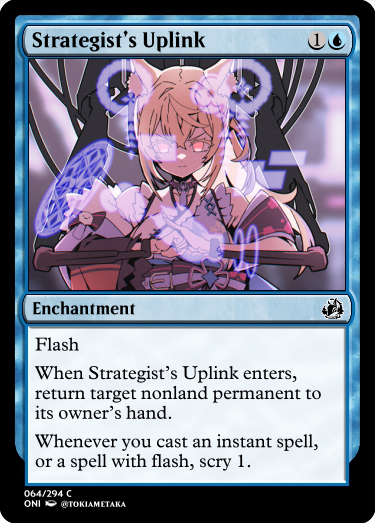 Strategist's Uplink 1
Enchantment
Flash
When Strategist's Uplink enters,
return target nonland permanent to
its owner's hand.
Whenever you cast an instant spell,
or a spell with flash, scry 1.
064/294 C
ONI @TOKIAMETAKA